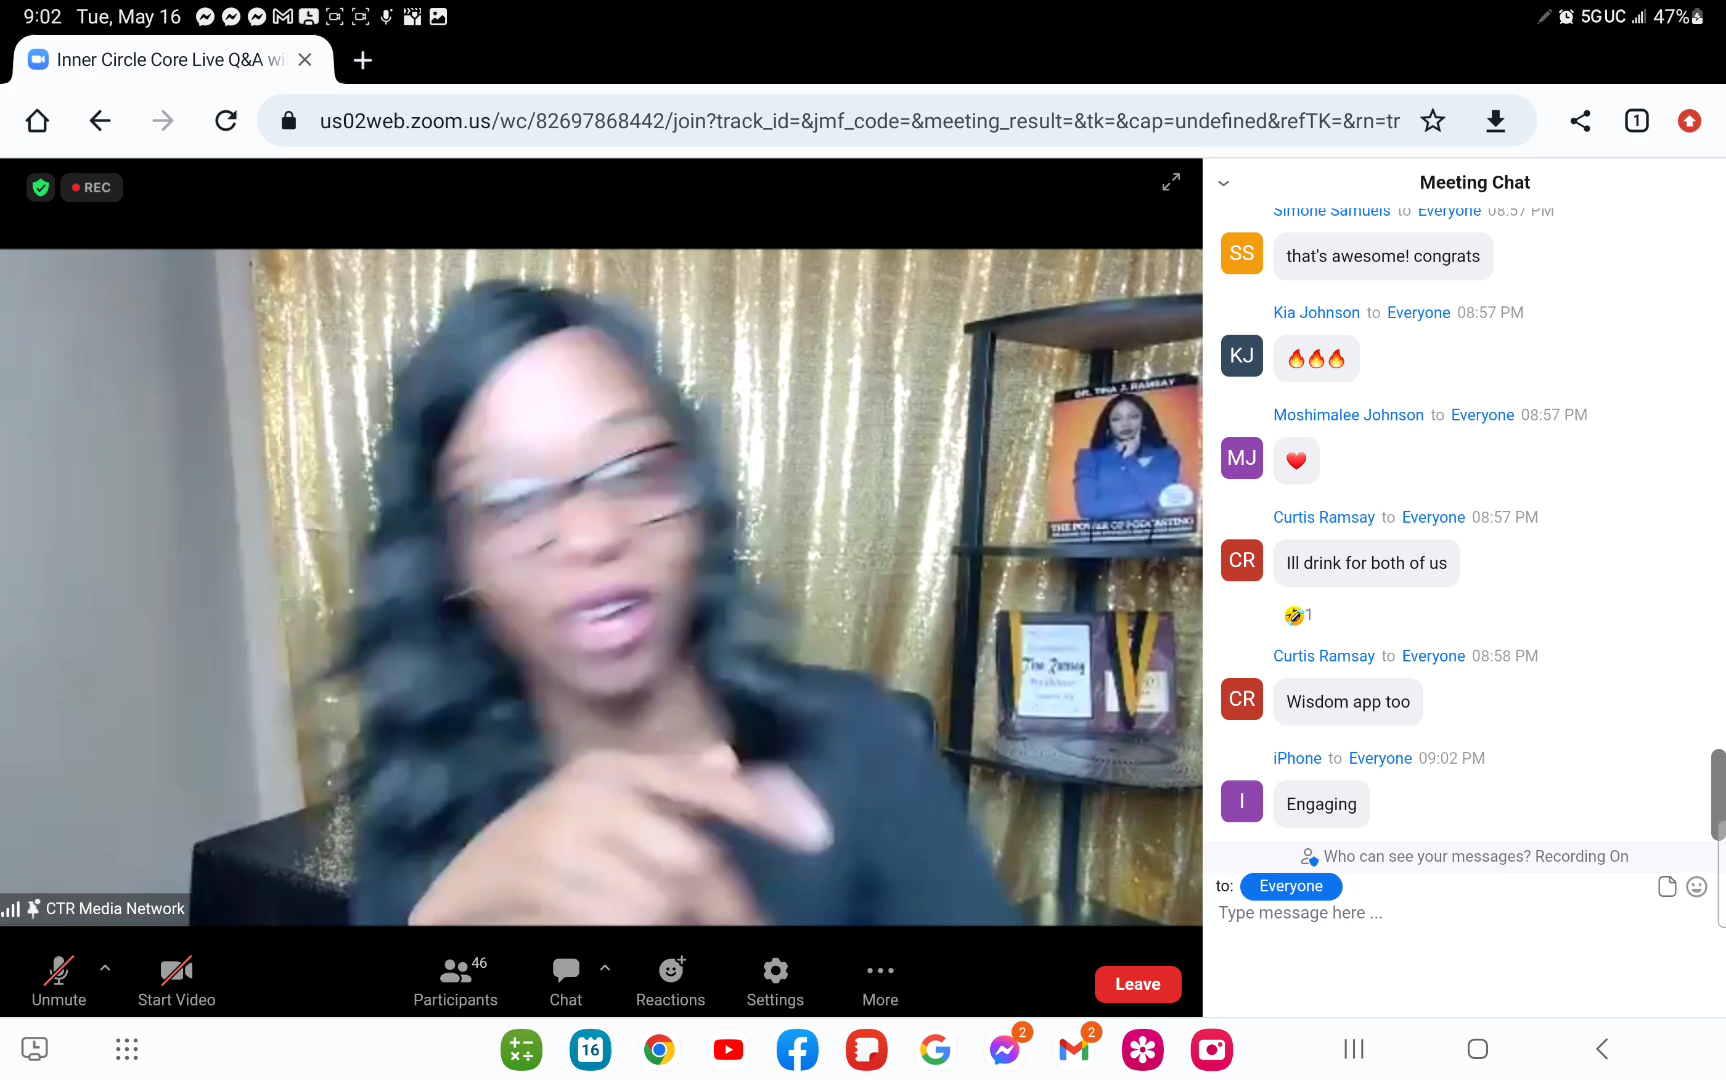 9:02 Tue, May 16
5GUC 47%
Inner Circle Core Live Q&A wi
us02web.zoom.us/wc/82697868442/join?track_id=&jmf_code=&meeting_result=&tk=&cap=undefined&refTK=&rn=tr
1
REC
DR. TINA J. RAMSAY
THE POWER OF PODCASTING
Tina Ramsay
CTR Media Network
Meeting Chat
Simone Samuels to Everyone 08:57 PM
SS
that's awesome! congrats
Kia Johnson to Everyone 08:57 PM
KJ
🔥🔥🔥
Moshimalee Johnson to Everyone 08:57 PM
MJ
❤️
Curtis Ramsay to Everyone 08:57 PM
CR
Ill drink for both of us
🤣1
Curtis Ramsay to Everyone 08:58 PM
CR
Wisdom app too
iPhone to Everyone 09:02 PM
I
Engaging
Who can see your messages? Recording On
to: Everyone
Type message here ...
Unmute
Start Video
46
Participants
Chat
Reactions
Settings
More
Leave
16
2
2